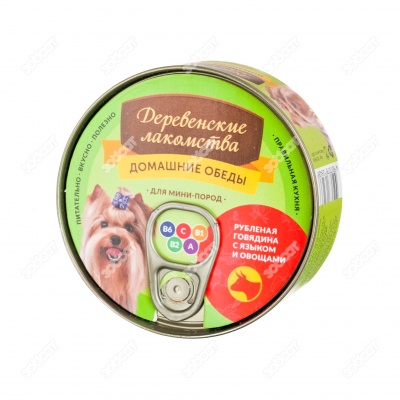 Деревенские
лакомства
ДОМАШНИЕ ОБЕДЫ
ДЛЯ МИНИ-ПОРОД
ПИТАТЕЛЬНО · ВКУСНО · ПОЛЕЗНО
ПРАВИЛЬНАЯ КУХНЯ
B6 C B1
B2 A
РУБЛЕНАЯ
ГОВЯДИНА
С ЯЗЫКОМ
И ОВОЩАМИ